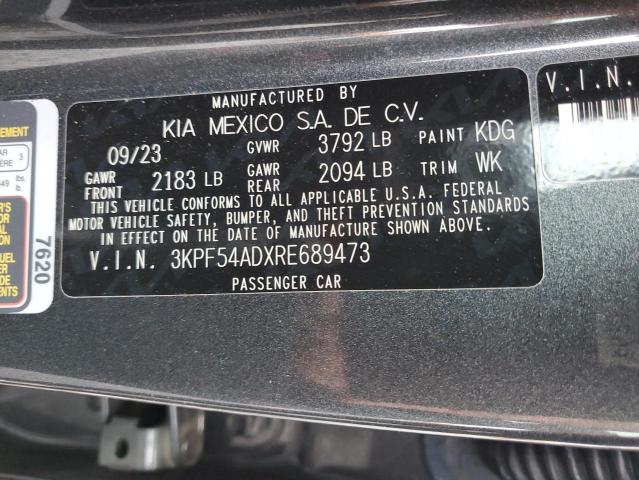 MANUFACTURED BY
KIA MEXICO S.A. DE C.V.
09/23 GVWR 3792 LB PAINT KDG
GAWR FRONT 2183 LB GAWR REAR 2094 LB TRIM WK
THIS VEHICLE CONFORMS TO ALL APPLICABLE U.S.A. FEDERAL
MOTOR VEHICLE SAFETY, BUMPER, AND THEFT PREVENTION STANDARDS
IN EFFECT ON THE DATE OF MANUFACTURE SHOWN ABOVE.
V.I.N. 3KPF54ADXRE689473
PASSENGER CAR
V.I.N.
7620
3
lbs.